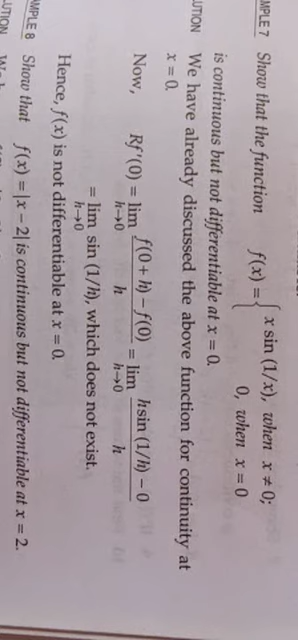 MPLE 7 Show that the function f(x) = { x sin (1/x), when x ≠ 0;
0, when x = 0
is continuous but not differentiable at x = 0.
UTION We have already discussed the above function for continuity at
x = 0.
Now, Rf'(0) = lim h→0 f(0 + h) − f(0) / h = lim h→0 h sin (1/h) − 0 / h
= lim h→0 sin (1/h), which does not exist.
Hence, f(x) is not differentiable at x = 0.
MPLE 8 Show that f(x) = |x − 2| is continuous but not differentiable at x = 2.
UTION